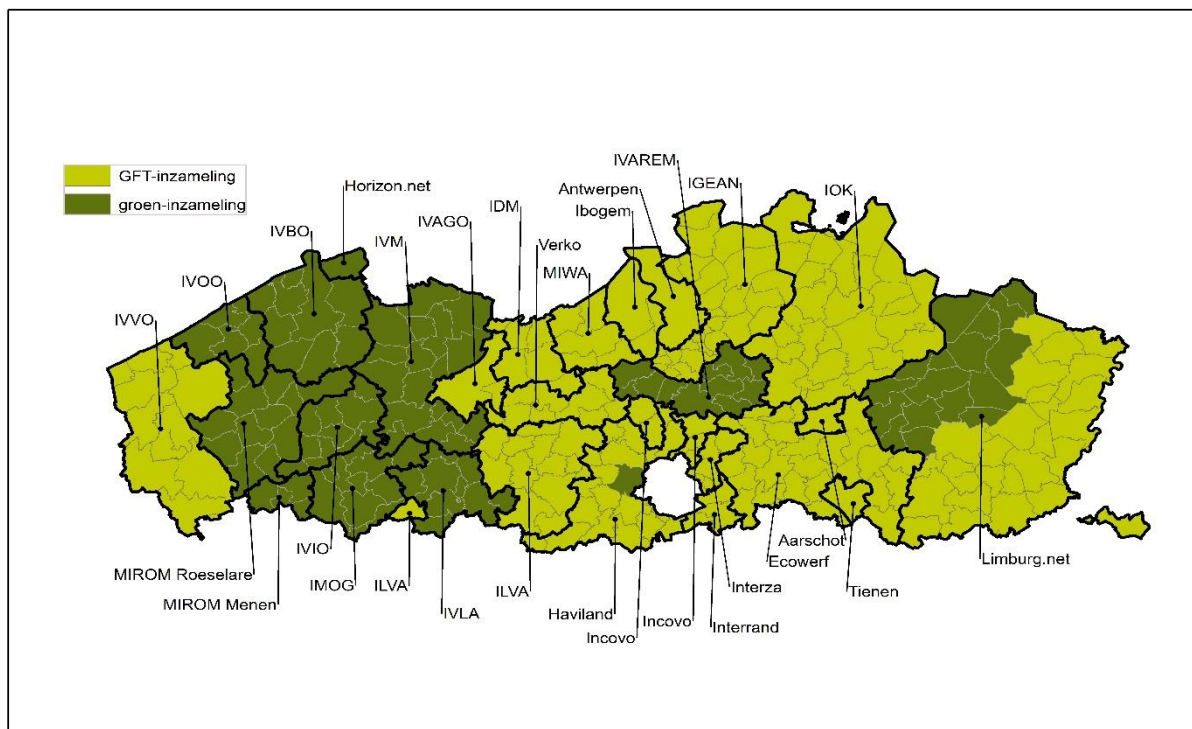 GFT-inzameling
groen-inzameling
IVAREM
IGEAN
Antwerpen
Ibogem
IOK
Horizon.net
IVAGO
IDM
Verko
IVBO
IVM
MIWA
IVOO
IVVO
MIROM Roeselare
MIROM Menen
IVIO
IMOG
ILVA
IVLA
ILVA
Haviland
Incovo
Incovo
Interrand
Interza
Aarschot
Ecowerf
Tienen
Limburg.net